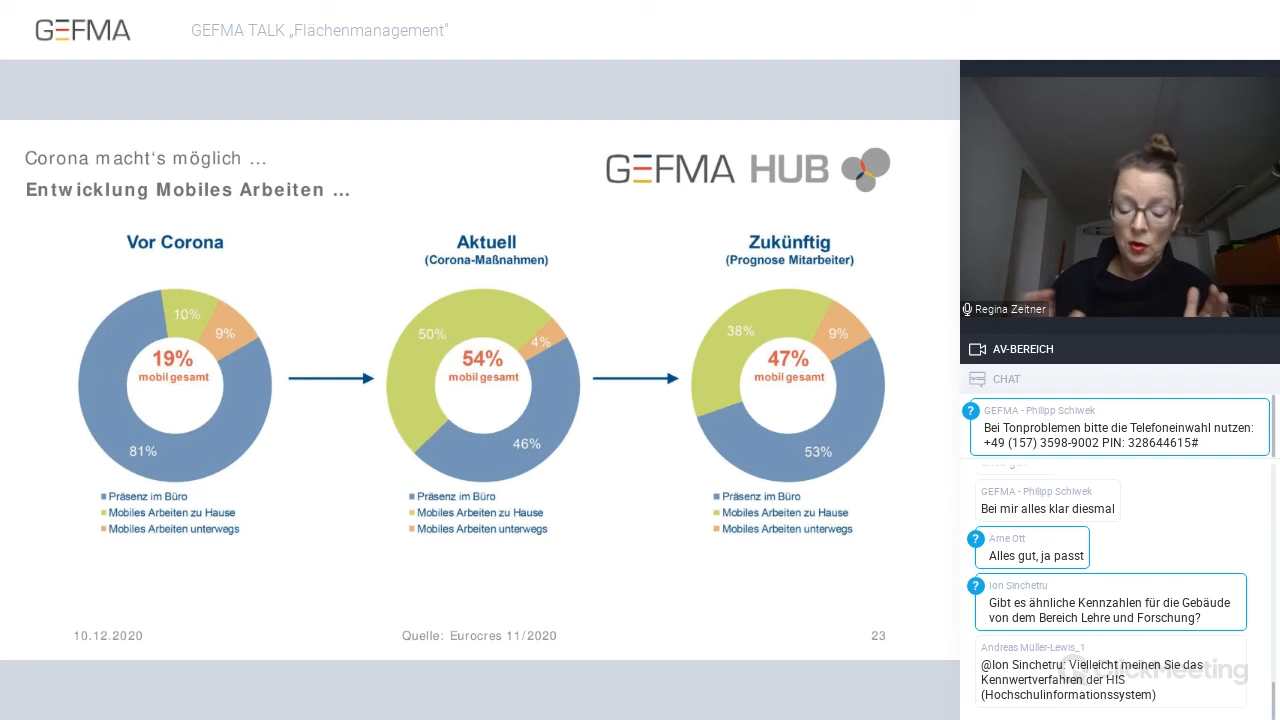 GEFMA
GEFMA TALK „Flächenmanagement"
Corona macht's möglich ...
Entwicklung Mobiles Arbeiten ...
GEFMA HUB
Vor Corona
10%
9%
19%
mobil gesamt
81%
Präsenz im Büro
Mobiles Arbeiten zu Hause
Mobiles Arbeiten unterwegs
Aktuell
(Corona-Maßnahmen)
50%
4%
54%
mobil gesamt
46%
Präsenz im Büro
Mobiles Arbeiten zu Hause
Mobiles Arbeiten unterwegs
Zukünftig
(Prognose Mitarbeiter)
38%
9%
47%
mobil gesamt
53%
Präsenz im Büro
Mobiles Arbeiten zu Hause
Mobiles Arbeiten unterwegs
10.12.2020
Quelle: Eurocres 11/2020
23
Regina Zeitner
AV-BEREICH
CHAT
?
GEFMA - Philipp Schiwek
Bei Tonproblemen bitte die Telefoneinwahl nutzen:
+49 (157) 3598-9002 PIN: 328644615#
GEFMA - Philipp Schiwek
Bei mir alles klar diesmal
?
Arne Ott
Alles gut, ja passt
?
Ion Sinchetru
Gibt es ähnliche Kennzahlen für die Gebäude
von dem Bereich Lehre und Forschung?
Andreas Müller-Lewis_1
@Ion Sinchetru: Vielleicht meinen Sie das
Kennwertverfahren der HIS
(Hochschulinformationssystem)
ClickMeeting